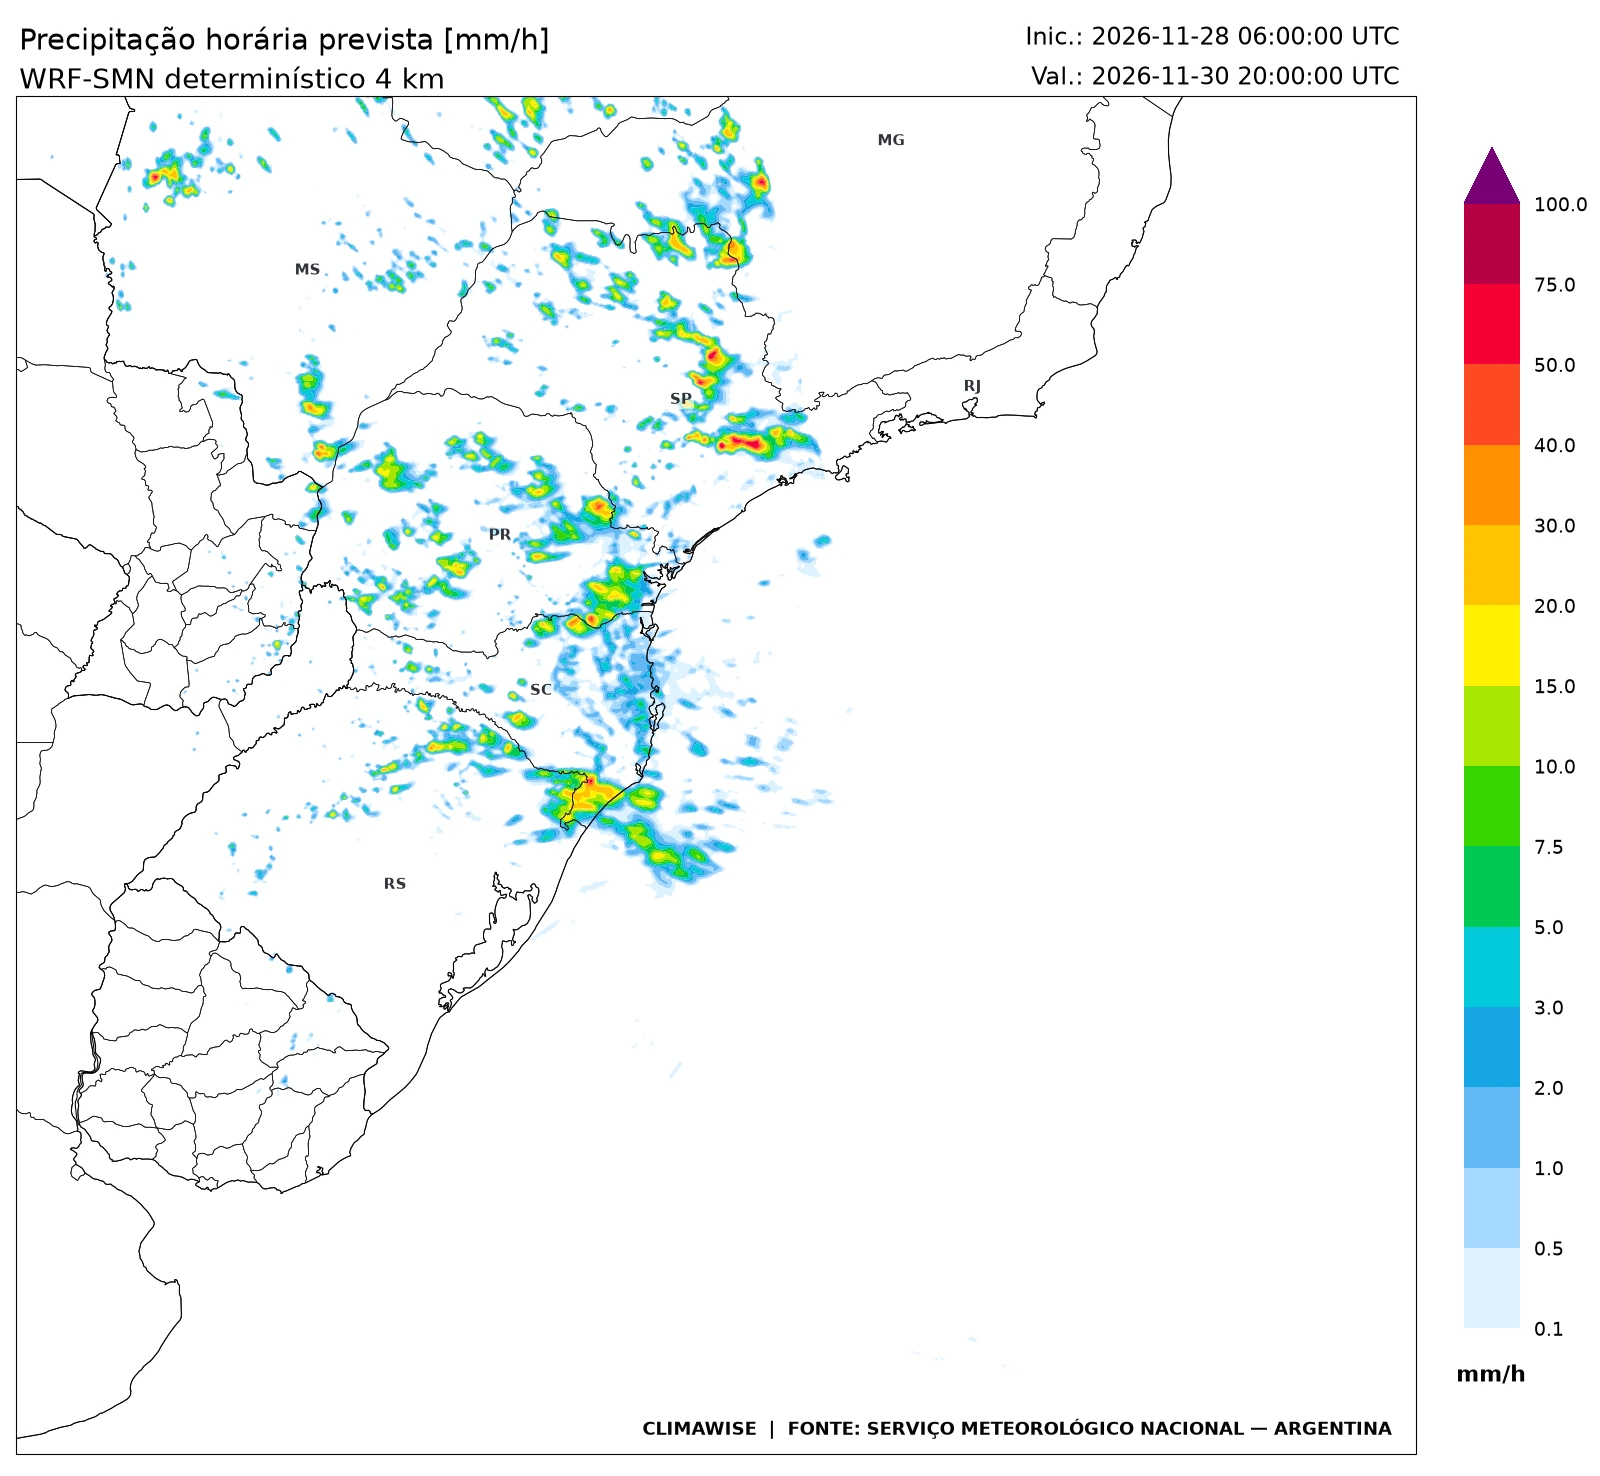 Precipitação horária prevista [mm/h]
WRF-SMN determinístico 4 km
Inic.: 2026-11-28 06:00:00 UTC
Val.: 2026-11-30 20:00:00 UTC
MG
MS
RJ
SP
PR
SC
RS
100.0
75.0
50.0
40.0
30.0
20.0
15.0
10.0
7.5
5.0
3.0
2.0
1.0
0.5
0.1
mm/h
CLIMAWISE | FONTE: SERVIÇO METEOROLÓGICO NACIONAL — ARGENTINA